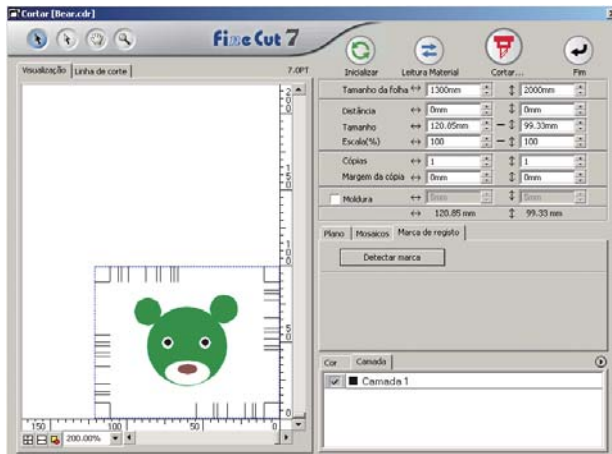 Cortar [Bear.cdr]
FineCut 7
Inicializar
Leitura Material
Cortar...
Fim
Visualização
Linha de corte
7.0PT
Tamanho da folha 1300mm 2000mm
Distância 0mm 0mm
Tamanho 120.85mm 99.33mm
Escala(%) 100 100
Cópias 1 1
Margem da cópia 0mm 0mm
Moldura 5mm 5mm
120.85 mm 99.33 mm
Plano
Mosaicos
Marca de registo
Detectar marca
Cor
Camada
Camada 1
150 100 50 0
200.00%